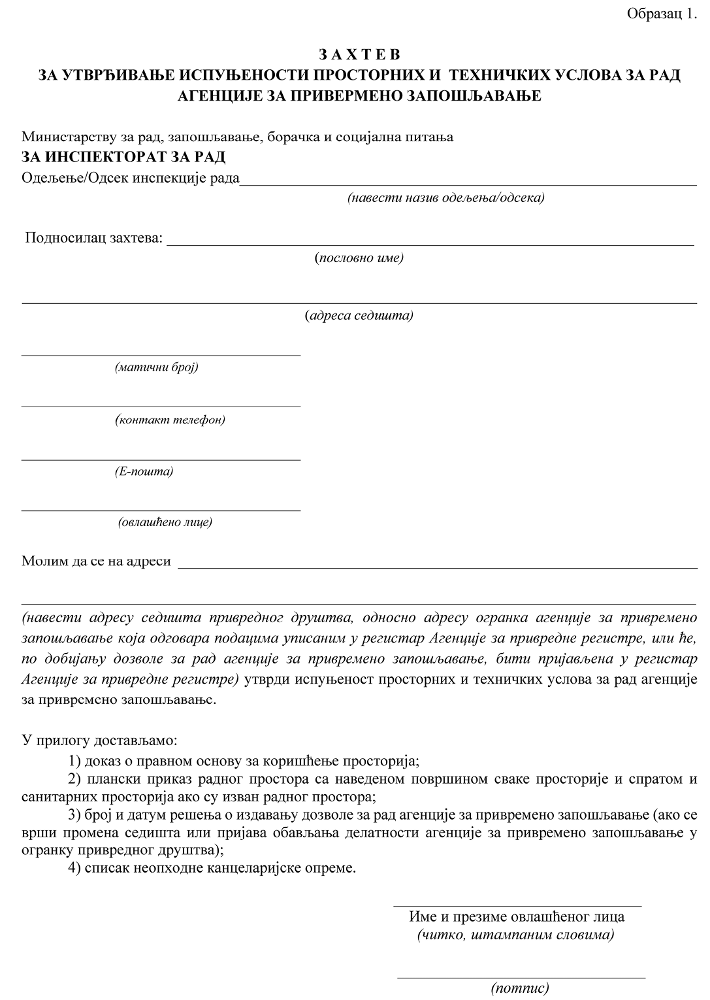 Образац 1.
З А Х Т Е В
ЗА УТВРЂИВАЊЕ ИСПУЊЕНОСТИ ПРОСТОРНИХ И ТЕХНИЧКИХ УСЛОВА ЗА РАД
АГЕНЦИЈЕ ЗА ПРИВЕРМЕНО ЗАПОШЉАВАЊЕ
Министарству за рад, запошљавање, борачка и социјална питања
ЗА ИНСПЕКТОРАТ ЗА РАД
Одељење/Одсек инспекције рада
(навести назив одељења/одсека)
Подносилац захтева:
(пословно име)
(адреса седишта)
(матични број)
(контакт телефон)
(Е-пошта)
(овлашћено лице)
Молим да се на адреси
(навести адресу седишта привредног друштва, односно адресу огранка агенције за привремено
запошљавање која одговара подацима уписаним у регистар Агенције за привредне регистре, или ће,
по добијању дозволе за рад агенције за привремено запошљавање, бити пријављена у регистар
Агенције за привредне регистре) утврди испуњеност просторних и техничких услова за рад агенције
за привремено запошљавање.
У прилогу достављамо:
1) доказ о правном основу за коришћење просторија;
2) плански приказ радног простора са наведеном површином сваке просторије и спратом и
санитарних просторија ако су изван радног простора;
3) број и датум решења о издавању дозволе за рад агенције за привремено запошљавање (ако се
врши промена седишта или пријава обављања делатности агенције за привремено запошљавање у
огранку привредног друштва);
4) списак неопходне канцеларијске опреме.
Име и презиме овлашћеног лица
(читко, штампаним словима)
(потпис)